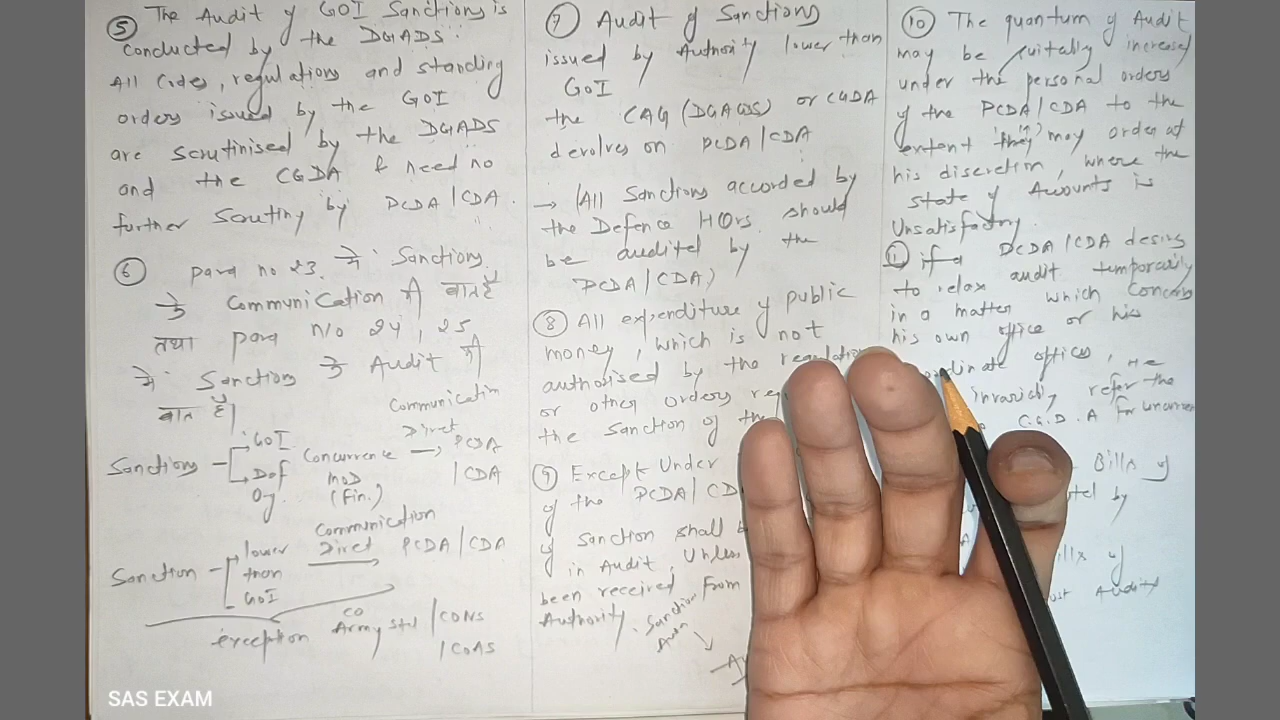 ⑤ The Audit of GOI Sanctions is
conducted by the DGADS.
All Codes, regulations and standing
orders issued by the GOI
are scrutinised by the DGADS
and the CGDA & need no
further Scrutiny by PCDA/CDA.
⑥ para no 23. में Sanctions
के Communication की बात है
तथा para n/o 24, 25
में Sanction के Audit की
बात है।
Sanctions - GOI Concurrence → PCDA
Communication
Direct
/CDA
Def MOD
(Fin.)
Communication
Sanction - lower Direct PCDA/CDA
than
GOI
exception CO Army Std /CONS
/COAS
⑦ Audit of Sanctions
issued by Authority lower than
GOI
the CAG (DGADS) or CGDA
devolves on PCDA/CDA
→ (All Sanctions accorded by
the Defence HQrs. should
be audited by the
PCDA/CDA)
⑧ All expenditure of public
money, which is not
authorised by the
or other orders
the Sanction of the
⑨ Except Under
of the PCDA/CD
of Sanction shall
in Audit, Unless
been received from
Authority. Sanction
⑩ The quantum of Audit
may be suitably increased
under the personal orders
of the PCDA/CDA to the
extent they may order at
his discretion, where the
state of Accounts is
Unsatisfactory.
if a PCDA/CDA desires
to relax audit temporarily
in a matter which Concerns
his own office or his
office, He
invariably refer the
C.G.D.A for
Bills of
by
of
Post Audit
SAS EXAM